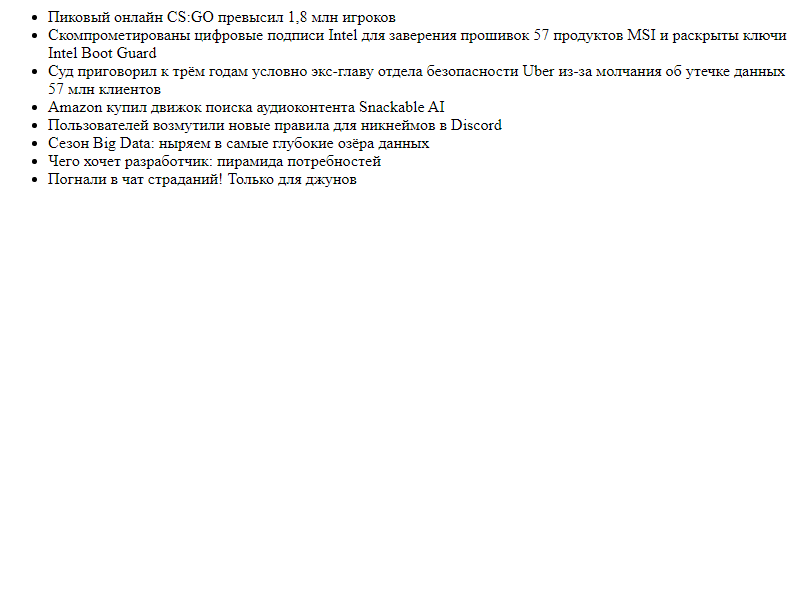 Пиковый онлайн CS:GO превысил 1,8 млн игроков
Скомпрометированы цифровые подписи Intel для заверения прошивок 57 продуктов MSI и раскрыты ключи
Intel Boot Guard
Суд приговорил к трём годам условно экс-главу отдела безопасности Uber из-за молчания об утечке данных
57 млн клиентов
Amazon купил движок поиска аудиоконтента Snackable AI
Пользователей возмутили новые правила для никнеймов в Discord
Сезон Big Data: ныряем в самые глубокие озёра данных
Чего хочет разработчик: пирамида потребностей
Погнали в чат страданий! Только для джунов